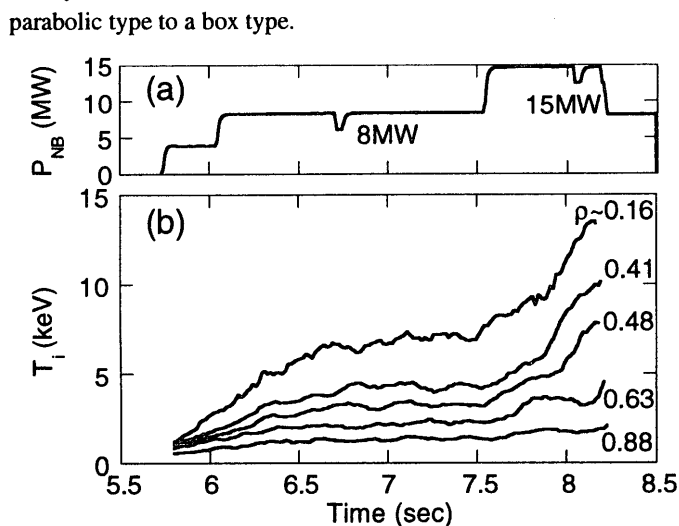 parabolic type to a box type.
(a)
P_NB (MW)
15
10
5
0
8MW
15MW
(b)
T_i (keV)
15
10
5
0
ρ~0.16
0.41
0.48
0.63
0.88
5.5 6 6.5 7 7.5 8 8.5
Time (sec)